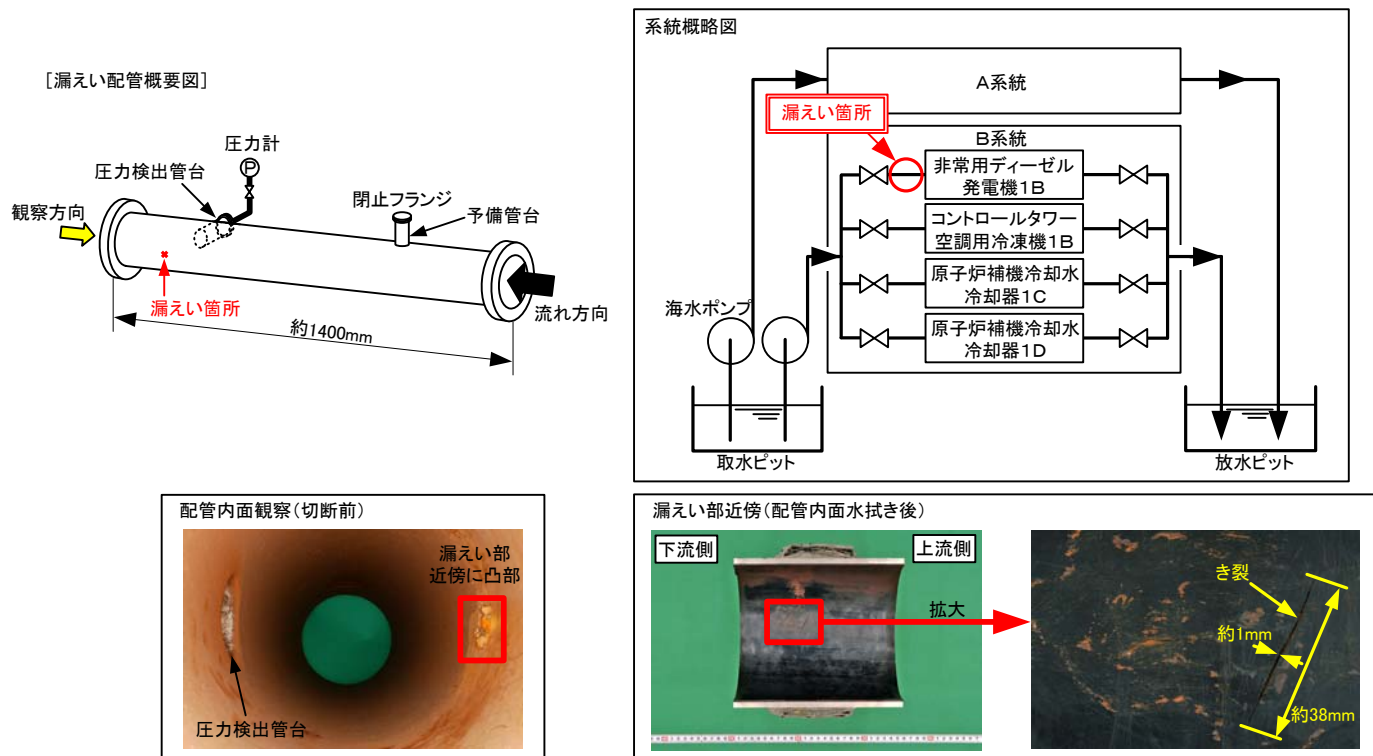 [漏えい配管概要図]
圧力計
P
圧力検出管台
閉止フランジ
予備管台
観察方向
漏えい箇所
流れ方向
約1400mm
系統概略図
A系統
漏えい箇所
B系統
非常用ディーゼル
発電機1B
コントロールタワー
空調用冷凍機1B
原子炉補機冷却水
冷却器1C
原子炉補機冷却水
冷却器1D
海水ポンプ
取水ピット
放水ピット
配管内面観察(切断前)
漏えい部
近傍に凸部
圧力検出管台
漏えい部近傍(配管内面水拭き後)
下流側
上流側
拡大
き裂
約1mm
約38mm